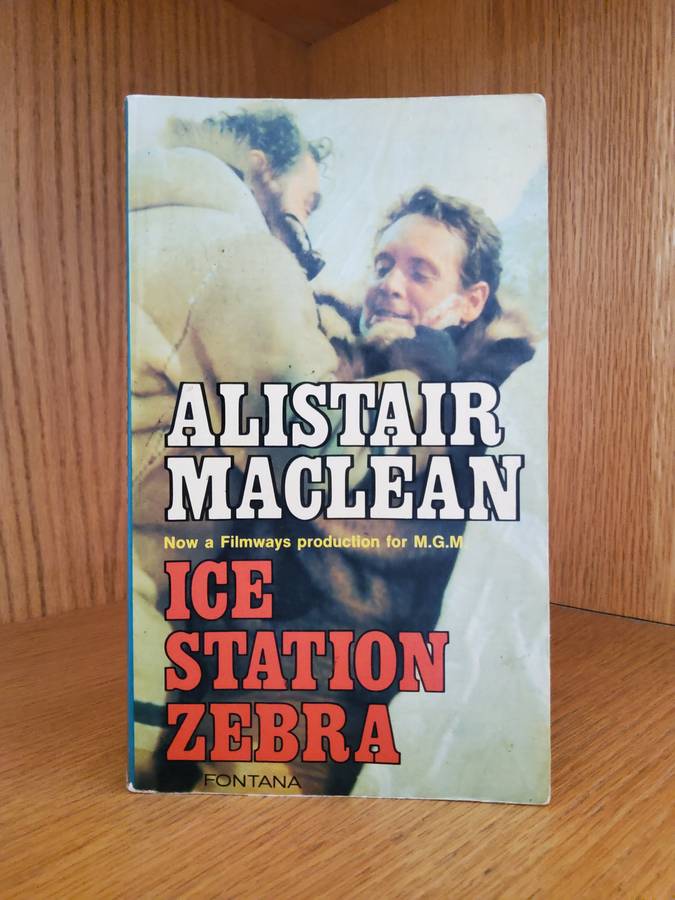 ALISTAIR
MACLEAN
Now a Filmways production for M.G.M
ICE
STATION
ZEBRA
FONTANA